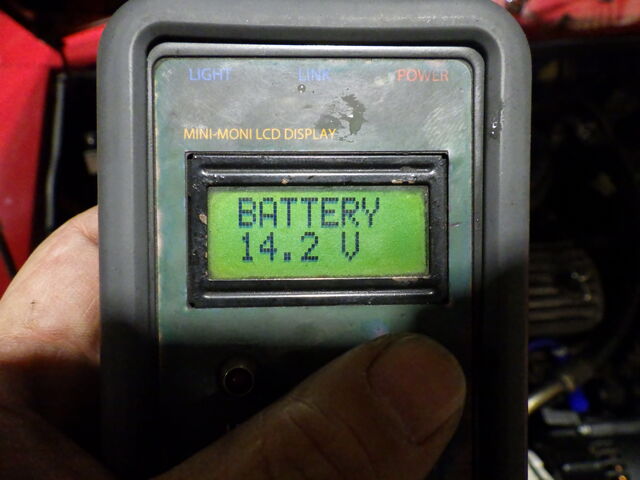 LIGHT LINK POWER
MINI-MONI LCD DISPLAY
BATTERY
14.2 V